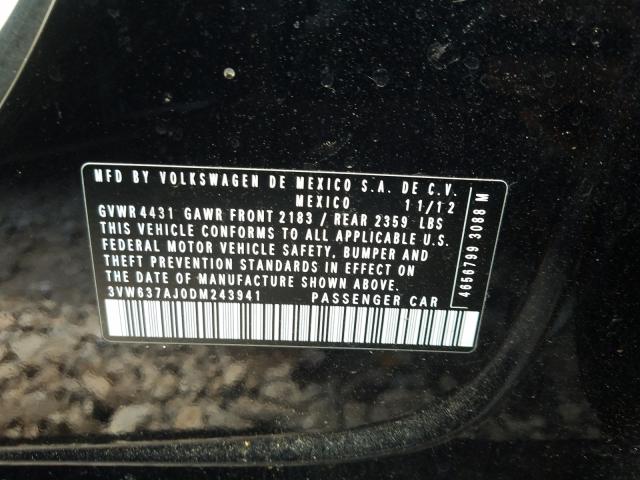 MFD BY VOLKSWAGEN DE MEXICO S.A. DE C.V.
MEXICO 11/12
GVWR 4431 GAWR FRONT 2183 / REAR 2359 LBS
THIS VEHICLE CONFORMS TO ALL APPLICABLE U.S.
FEDERAL MOTOR VEHICLE SAFETY, BUMPER AND
THEFT PREVENTION STANDARDS IN EFFECT ON
THE DATE OF MANUFACTURE SHOWN ABOVE.
3VW637AJ0DM243941 PASSENGER CAR
4656799 3088 M